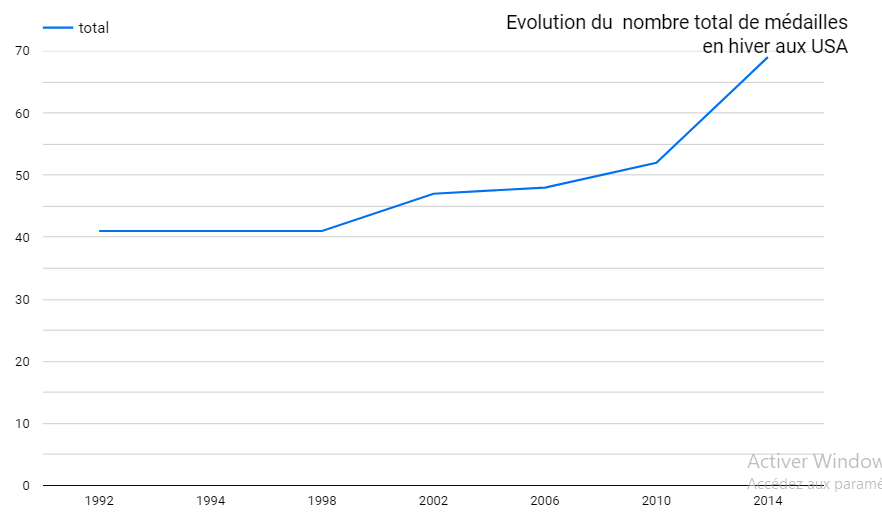 total
Evolution du  nombre total de médailles
en hiver aux USA
70
60
50
40
30
20
10
0
Activer Window
Accédez aux paramé
1992 1994 1998 2002 2006 2010 2014